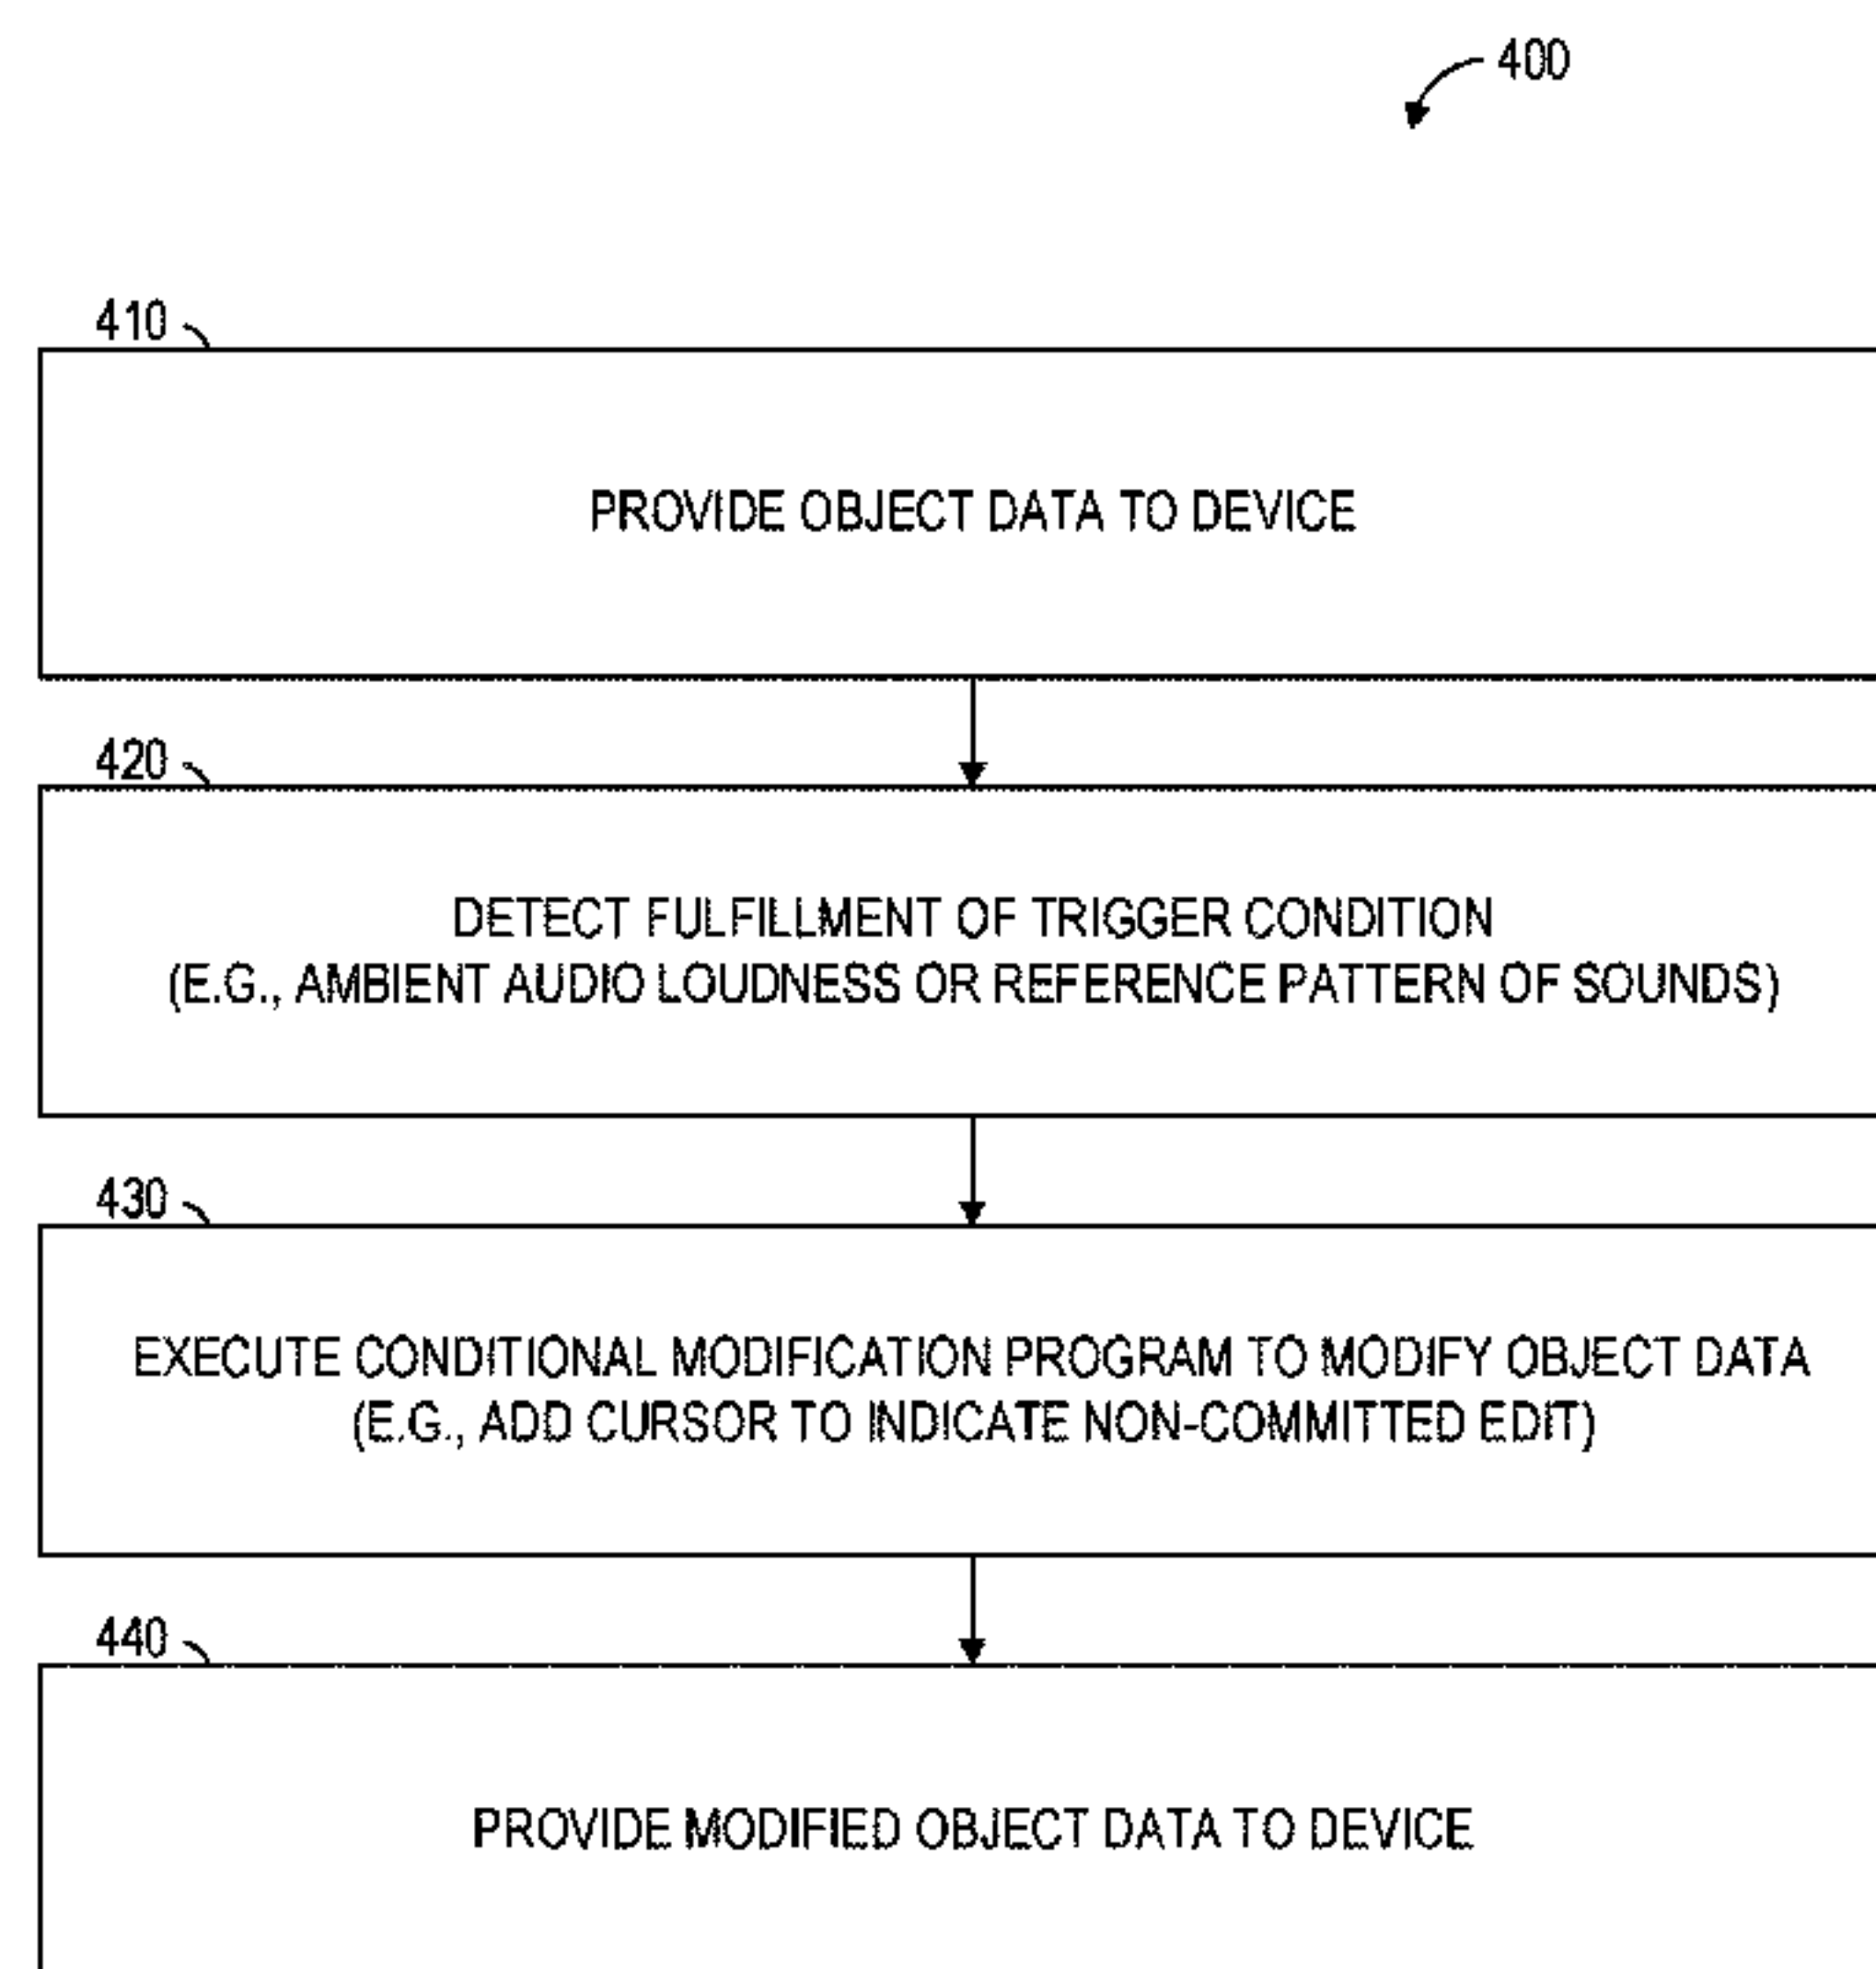 400
410
PROVIDE OBJECT DATA TO DEVICE
420
DETECT FULFILLMENT OF TRIGGER CONDITION
(E.G., AMBIENT AUDIO LOUDNESS OR REFERENCE PATTERN OF SOUNDS)
430
EXECUTE CONDITIONAL MODIFICATION PROGRAM TO MODIFY OBJECT DATA
(E.G., ADD CURSOR TO INDICATE NON-COMMITTED EDIT)
440
PROVIDE MODIFIED OBJECT DATA TO DEVICE